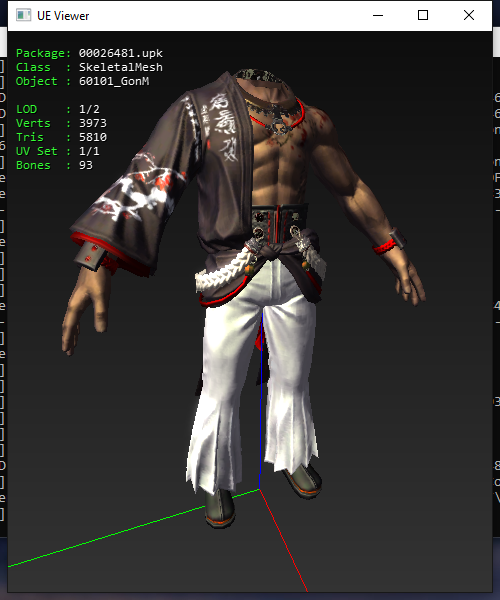 UE Viewer
Package: 00026481.upk
Class : SkeletalMesh
Object : 60101_GonM
LOD : 1/2
Verts : 3973
Tris : 5810
UV Set : 1/1
Bones : 93